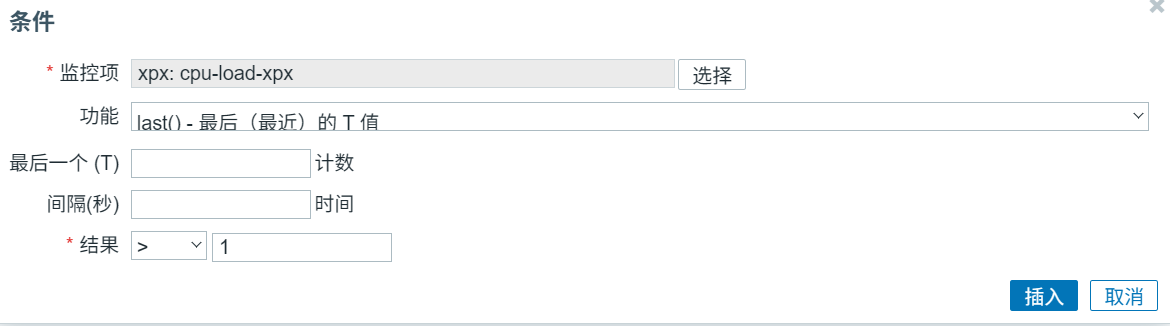 条件
* 监控项 xpx: cpu-load-xpx 选择
功能 last() - 最后（最近）的 T 值
最后一个 (T) 计数
间隔(秒) 时间
* 结果 > 1
插入 取消